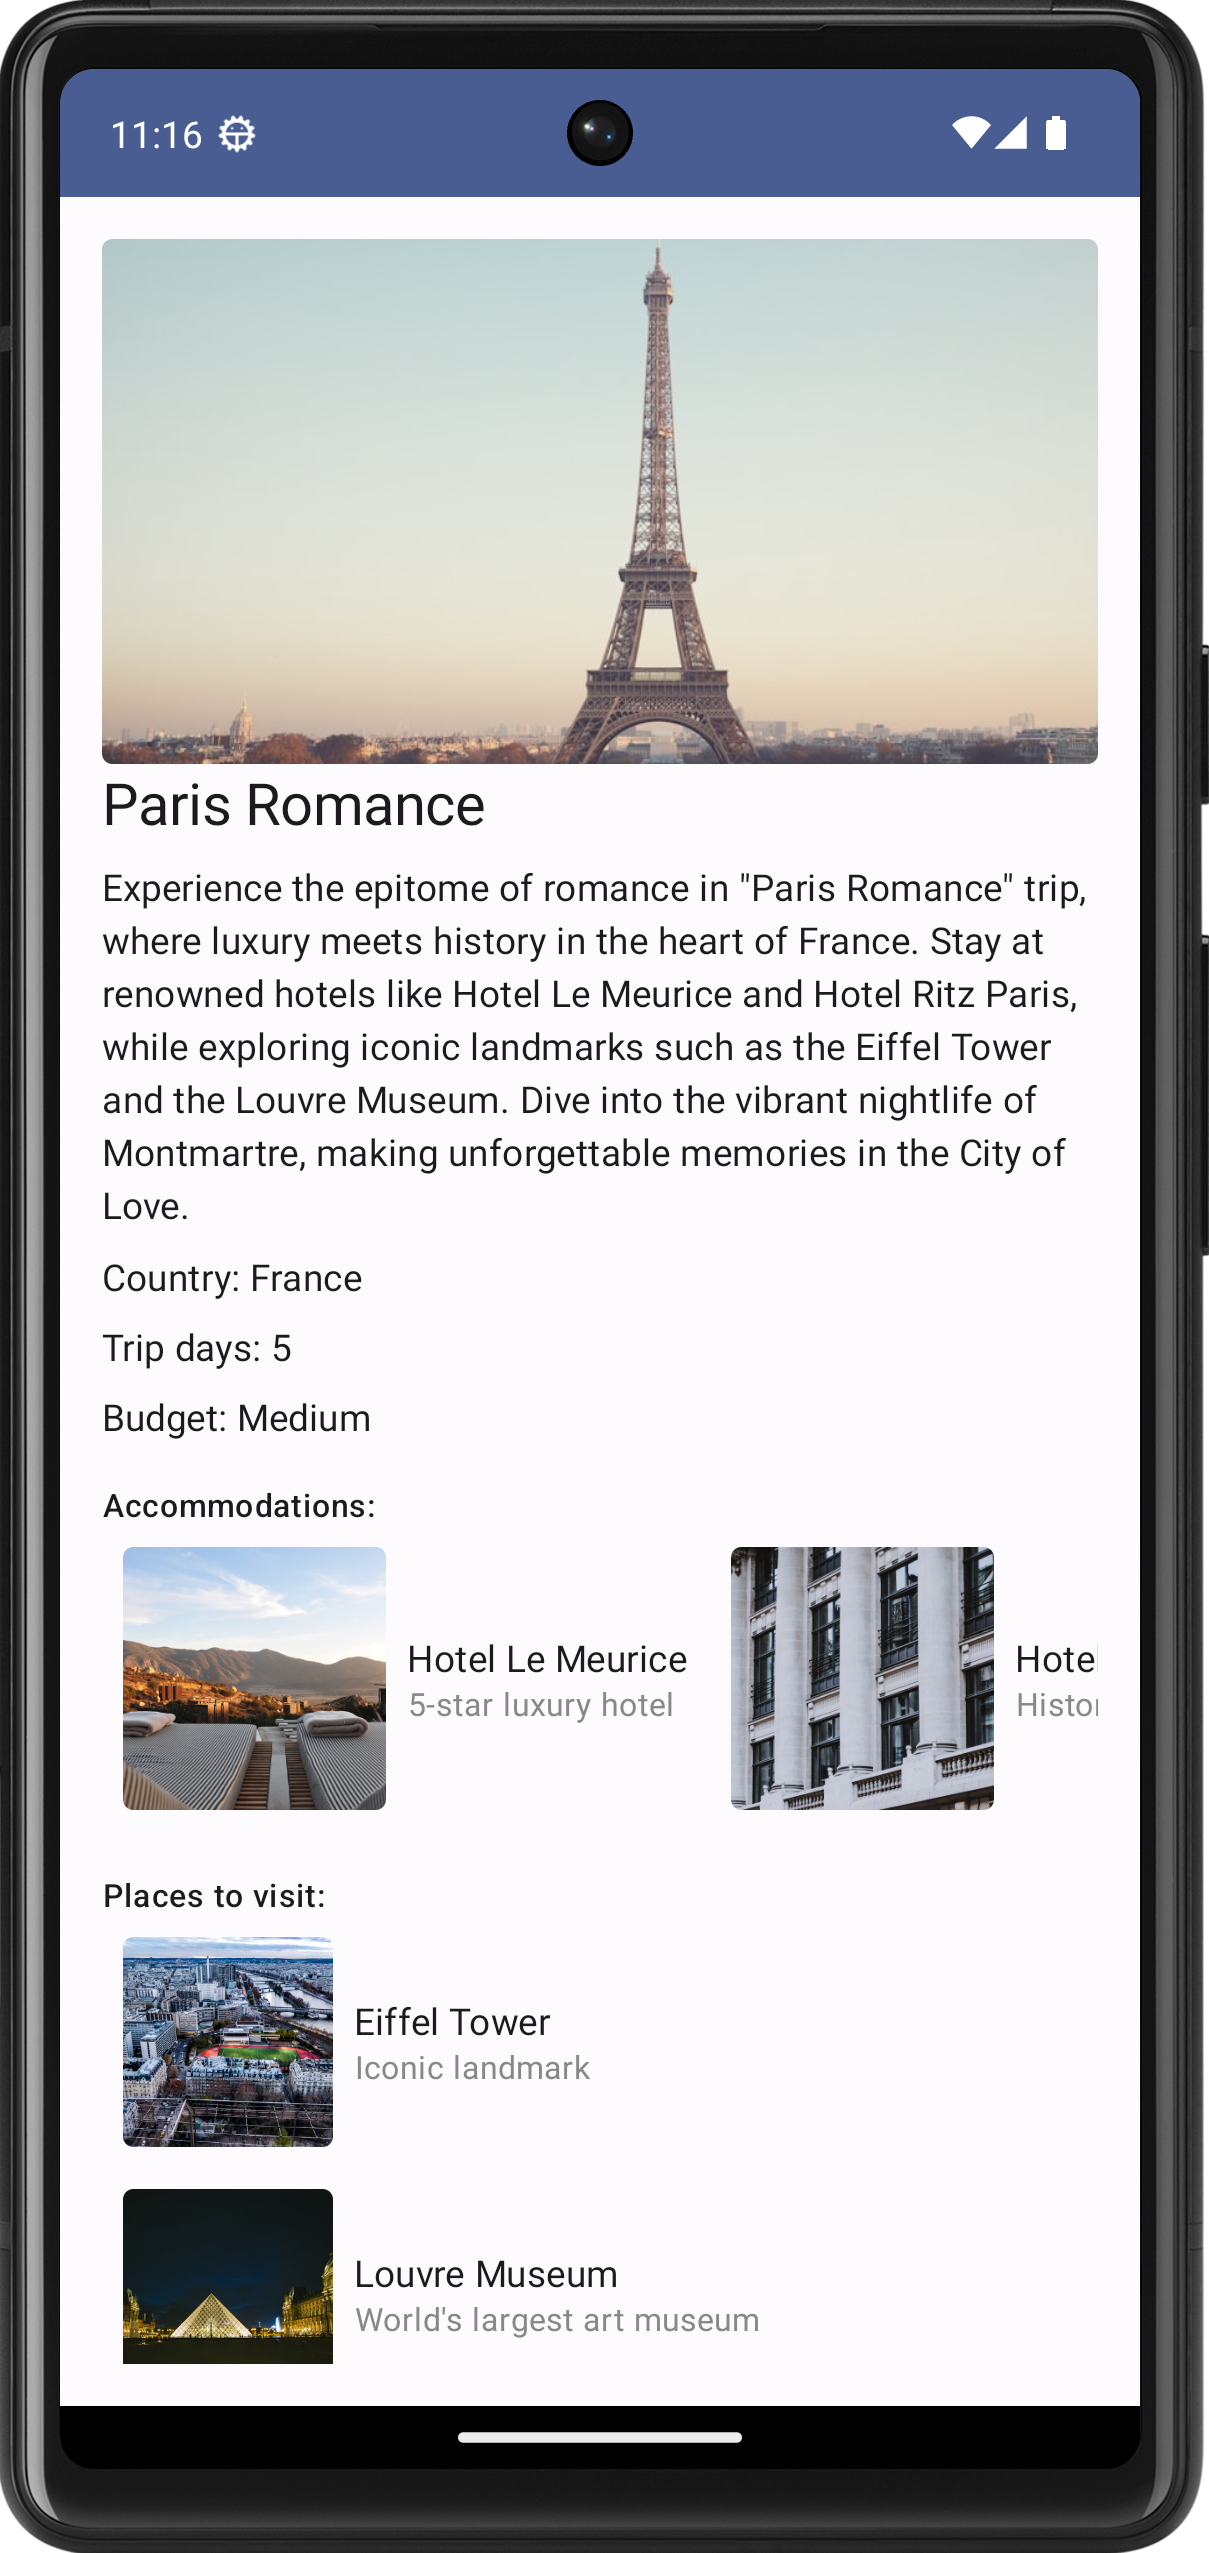 11:16
Paris Romance
Experience the epitome of romance in "Paris Romance" trip,
where luxury meets history in the heart of France. Stay at
renowned hotels like Hotel Le Meurice and Hotel Ritz Paris,
while exploring iconic landmarks such as the Eiffel Tower
and the Louvre Museum. Dive into the vibrant nightlife of
Montmartre, making unforgettable memories in the City of
Love.
Country: France
Trip days: 5
Budget: Medium
Accommodations:
Hotel Le Meurice
5-star luxury hotel
Hotel
Histor
Places to visit:
Eiffel Tower
Iconic landmark
Louvre Museum
World's largest art museum